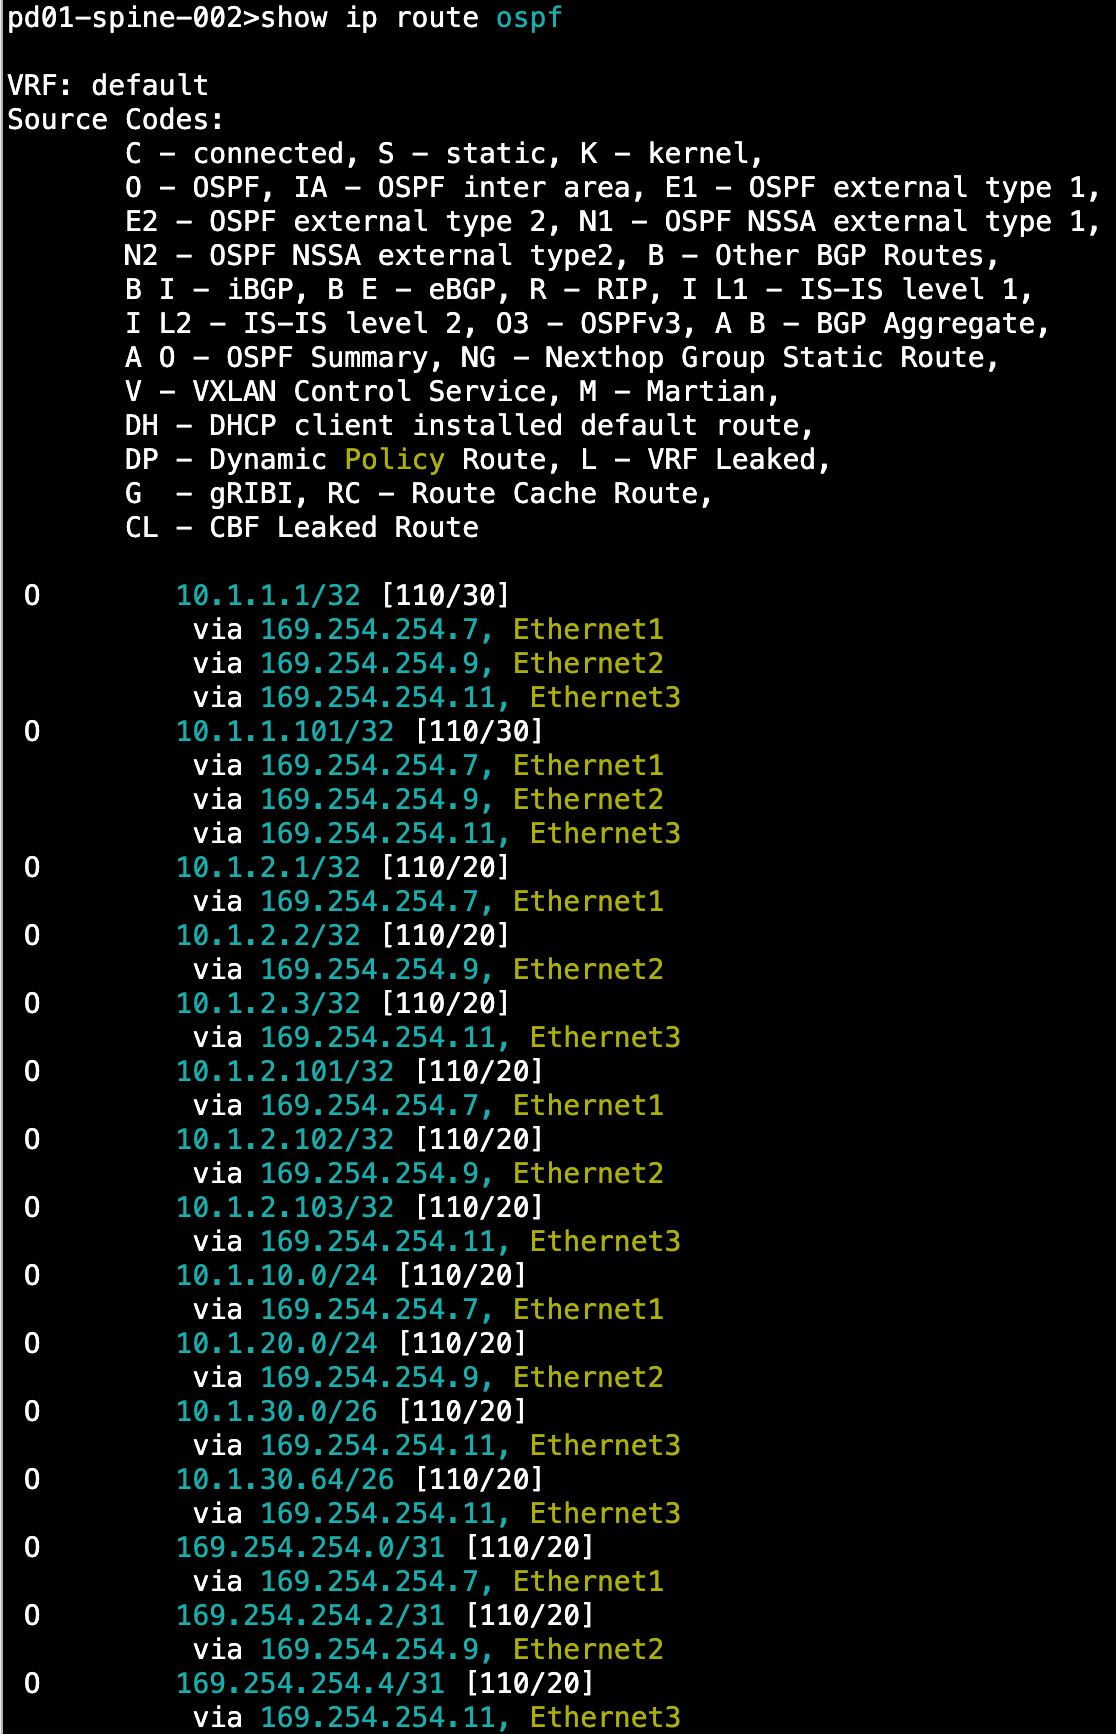 pd01-spine-002>show ip route ospf
VRF: default
Source Codes:
C - connected, S - static, K - kernel,
O - OSPF, IA - OSPF inter area, E1 - OSPF external type 1,
E2 - OSPF external type 2, N1 - OSPF NSSA external type 1,
N2 - OSPF NSSA external type2, B - Other BGP Routes,
B I - iBGP, B E - eBGP, R - RIP, I L1 - IS-IS level 1,
I L2 - IS-IS level 2, O3 - OSPFv3, A B - BGP Aggregate,
A O - OSPF Summary, NG - Nexthop Group Static Route,
V - VXLAN Control Service, M - Martian,
DH - DHCP client installed default route,
DP - Dynamic Policy Route, L - VRF Leaked,
G  - gRIBI, RC - Route Cache Route,
CL - CBF Leaked Route
O 10.1.1.1/32 [110/30]
via 169.254.254.7, Ethernet1
via 169.254.254.9, Ethernet2
via 169.254.254.11, Ethernet3
O 10.1.1.101/32 [110/30]
via 169.254.254.7, Ethernet1
via 169.254.254.9, Ethernet2
via 169.254.254.11, Ethernet3
O 10.1.2.1/32 [110/20]
via 169.254.254.7, Ethernet1
O 10.1.2.2/32 [110/20]
via 169.254.254.9, Ethernet2
O 10.1.2.3/32 [110/20]
via 169.254.254.11, Ethernet3
O 10.1.2.101/32 [110/20]
via 169.254.254.7, Ethernet1
O 10.1.2.102/32 [110/20]
via 169.254.254.9, Ethernet2
O 10.1.2.103/32 [110/20]
via 169.254.254.11, Ethernet3
O 10.1.10.0/24 [110/20]
via 169.254.254.7, Ethernet1
O 10.1.20.0/24 [110/20]
via 169.254.254.9, Ethernet2
O 10.1.30.0/26 [110/20]
via 169.254.254.11, Ethernet3
O 10.1.30.64/26 [110/20]
via 169.254.254.11, Ethernet3
O 169.254.254.0/31 [110/20]
via 169.254.254.7, Ethernet1
O 169.254.254.2/31 [110/20]
via 169.254.254.9, Ethernet2
O 169.254.254.4/31 [110/20]
via 169.254.254.11, Ethernet3